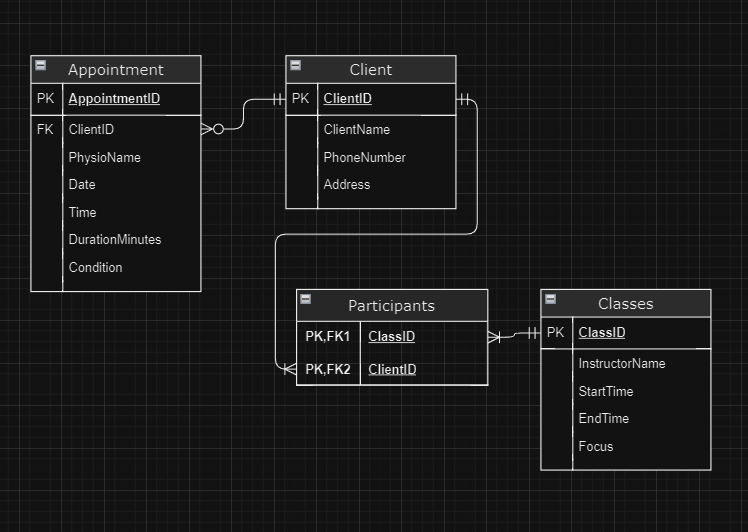 Appointment
PK AppointmentID
FK ClientID
PhysioName
Date
Time
DurationMinutes
Condition
Client
PK ClientID
ClientName
PhoneNumber
Address
Participants
PK,FK1 ClassID
PK,FK2 ClientID
Classes
PK ClassID
InstructorName
StartTime
EndTime
Focus